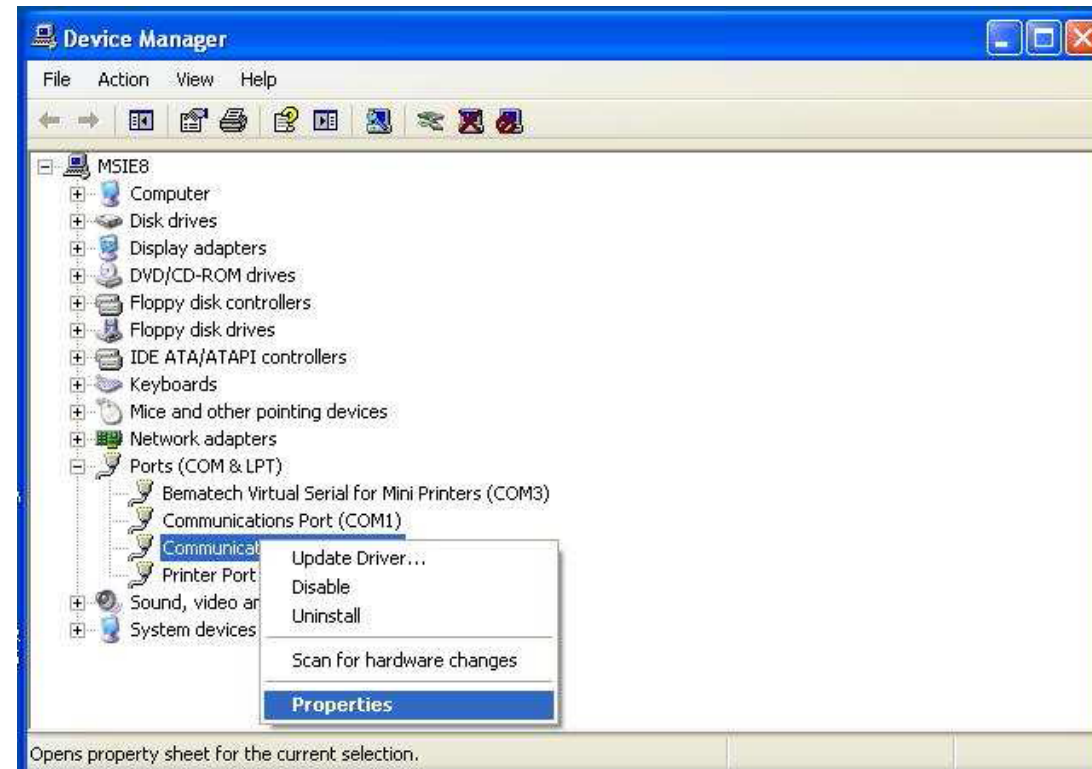 Device Manager
File Action View Help
MSIE8
Computer
Disk drives
Display adapters
DVD/CD-ROM drives
Floppy disk controllers
Floppy disk drives
IDE ATA/ATAPI controllers
Keyboards
Mice and other pointing devices
Network adapters
Ports (COM & LPT)
Bematech Virtual Serial for Mini Printers (COM3)
Communications Port (COM1)
Communicat
Update Driver...
Printer Port
Disable
Sound, video ar
Uninstall
System devices
Scan for hardware changes
Properties
Opens property sheet for the current selection.